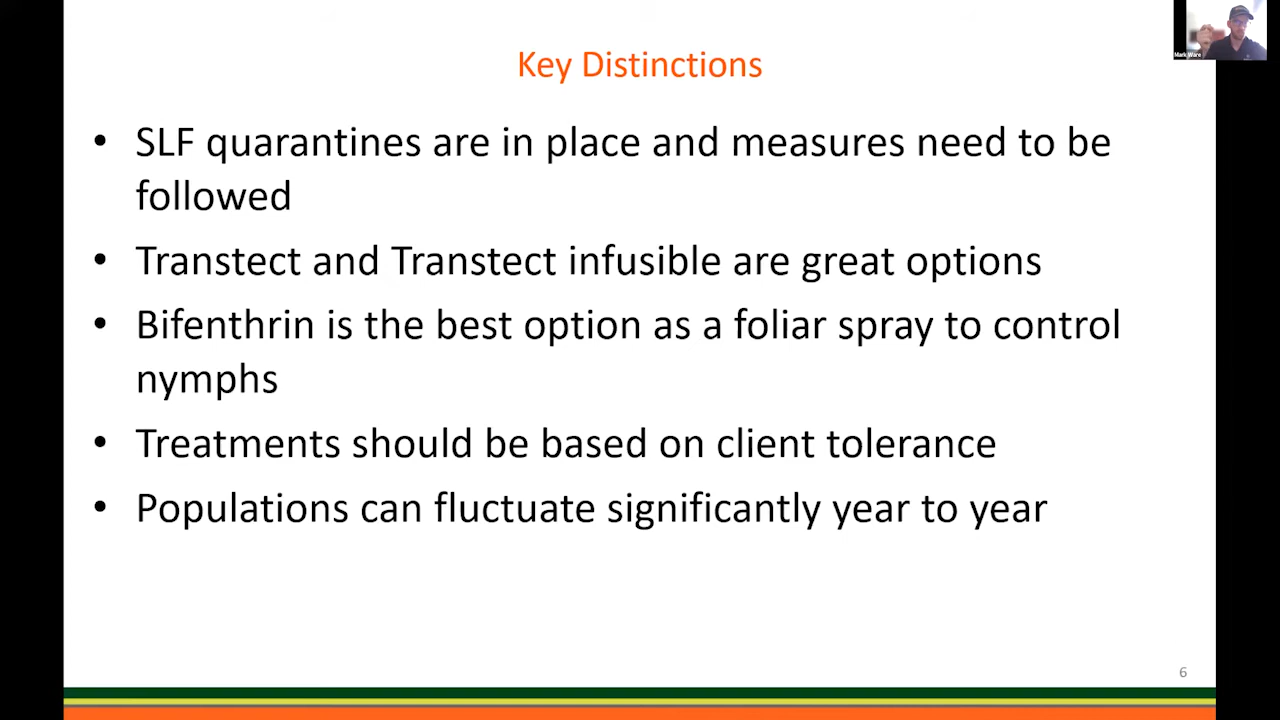 Mark Ware
Key Distinctions
• SLF quarantines are in place and measures need to be
followed
• Transtect and Transtect infusible are great options
• Bifenthrin is the best option as a foliar spray to control
nymphs
• Treatments should be based on client tolerance
• Populations can fluctuate significantly year to year
6